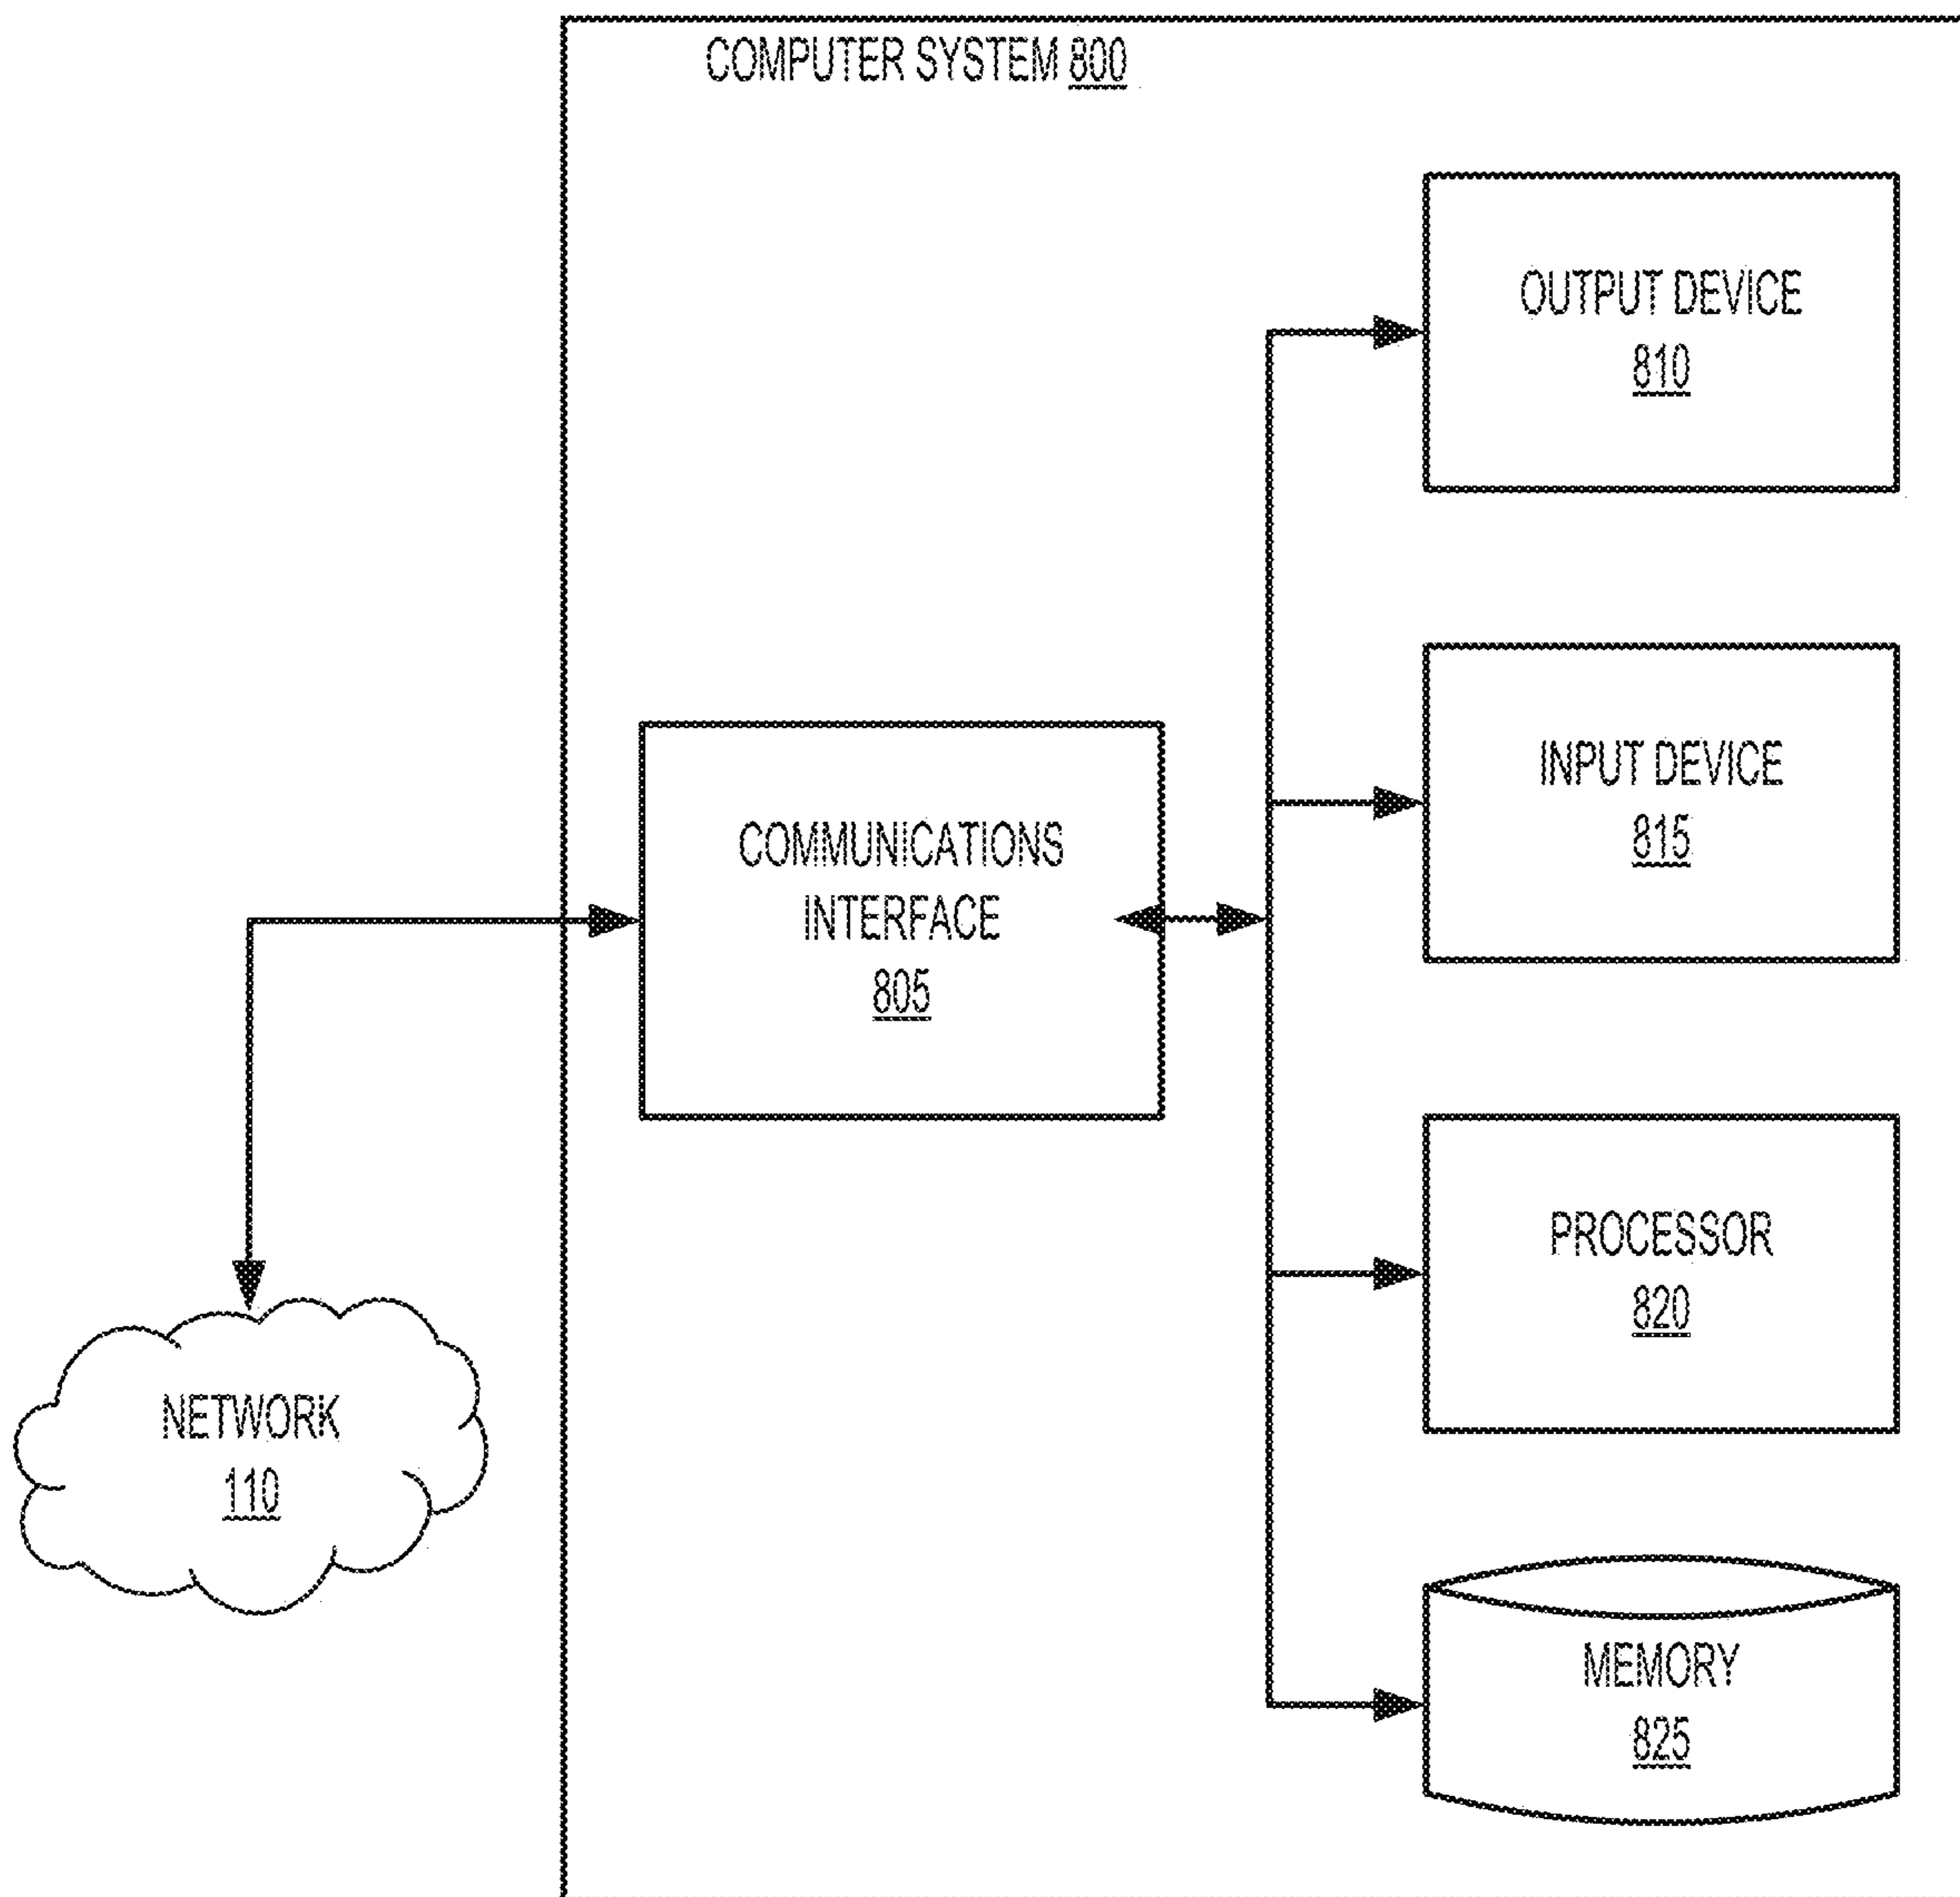 COMPUTER SYSTEM 800
OUTPUT DEVICE
810
INPUT DEVICE
815
COMMUNICATIONS
INTERFACE
805
PROCESSOR
820
NETWORK
110
MEMORY
825